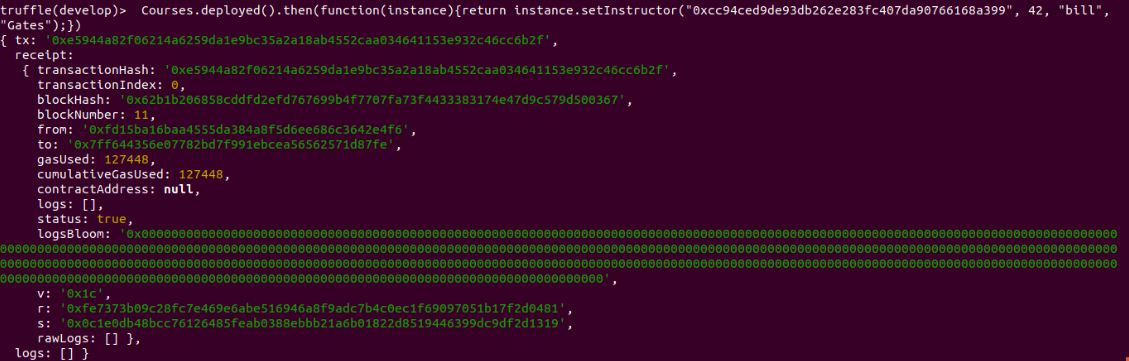 truffle(develop)>  Courses.deployed().then(function(instance){return instance.setInstructor("0xcc94ced9de93db262e283fc407da90766168a399", 42, "bill",
"Gates");})
{ tx: '0xe5944a82f06214a6259da1e9bc35a2a18ab4552caa034641153e932c46cc6b2f',
receipt:
{ transactionHash: '0xe5944a82f06214a6259da1e9bc35a2a18ab4552caa034641153e932c46cc6b2f',
transactionIndex: 0,
blockHash: '0x62b1b206858cddfd2efd767699b4f7707fa73f4433383174e47d9c579d500367',
blockNumber: 11,
from: '0xfd15ba16baa4555da384a8f5d6ee686c3642e4f6',
to: '0x7ff644356e07782bd7f991ebcea56562571d87fe',
gasUsed: 127448,
cumulativeGasUsed: 127448,
contractAddress: null,
logs: [],
status: true,
logsBloom:
v: '0x1c',
r: '0xfe7373b09c28fc7e469e6abe516946a8f9adc7b4c0ec1f69097051b17f2d0481',
s: '0x0c1e0db48bcc76126485feab0388ebbb21a6b01822d8519446399dc9df2d1319',
rawLogs: [] },
logs: [] }